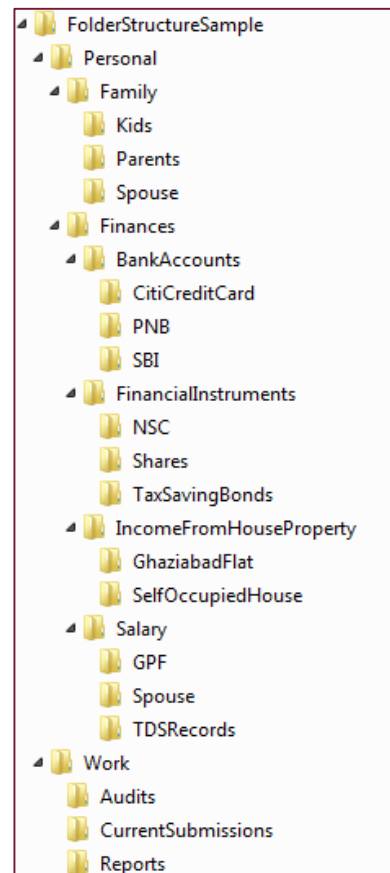 FolderStructureSample
Personal
Family
Kids
Parents
Spouse
Finances
BankAccounts
CitiCreditCard
PNB
SBI
FinancialInstruments
NSC
Shares
TaxSavingBonds
IncomeFromHouseProperty
GhaziabadFlat
SelfOccupiedHouse
Salary
GPF
Spouse
TDSRecords
Work
Audits
CurrentSubmissions
Reports